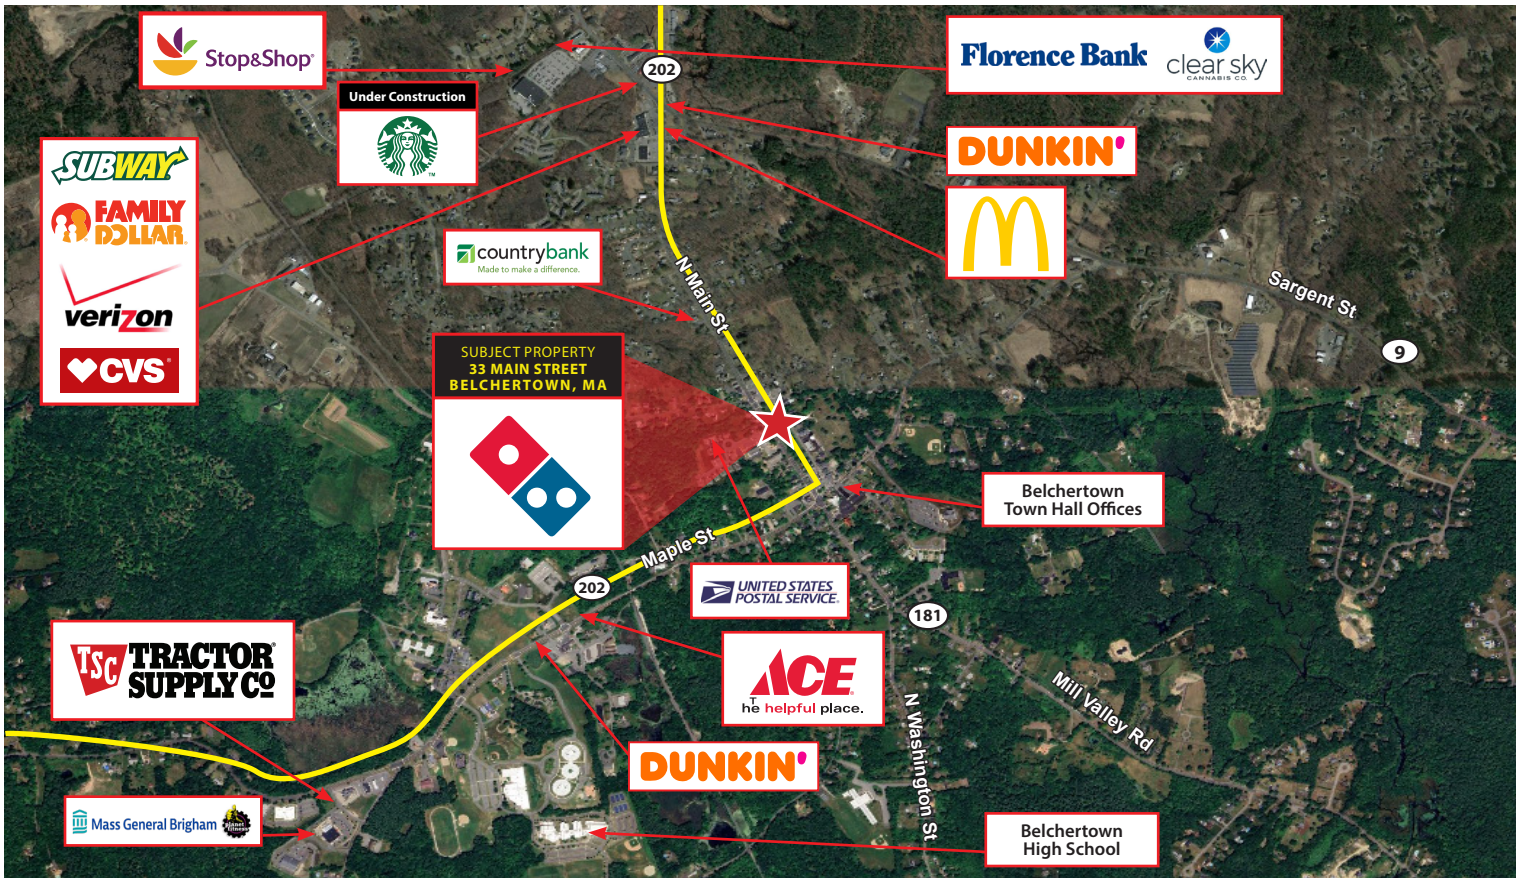 Stop&Shop®
202
Florence Bank
clear sky
CANNABIS CO.
Under Construction
TM
DUNKIN'
SUBWAY
FAMILY
DOLLAR
verizon
CVS®
countrybank
Made to make a difference.
N Main St
Sargent St
9
SUBJECT PROPERTY
33 MAIN STREET
BELCHERTOWN, MA
Belchertown
Town Hall Offices
Maple St
UNITED STATES
POSTAL SERVICE®
202
181
TSC TRACTOR
SUPPLY CO
ACE
The helpful place.
N Washington St
Mill Valley Rd
DUNKIN'
Mass General Brigham
planet
fitness
Belchertown
High School